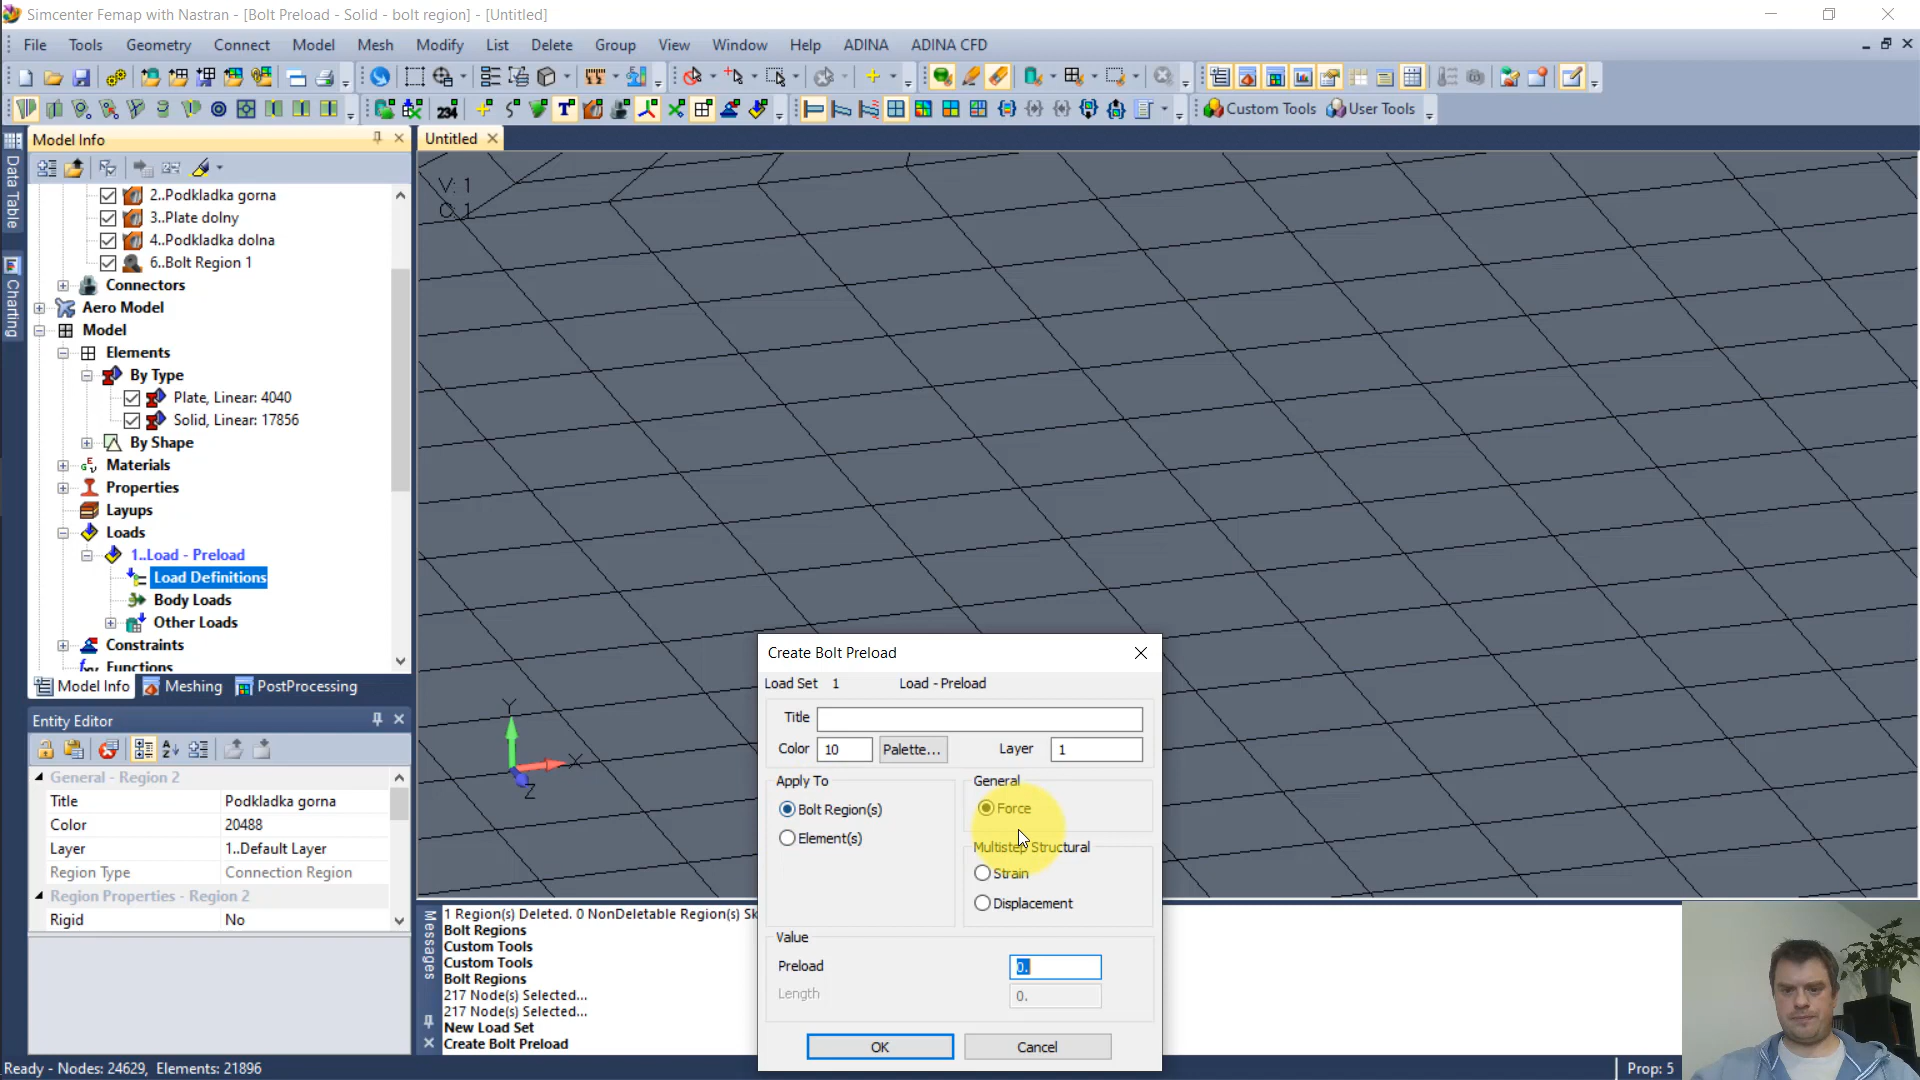 Simcenter Femap with Nastran - [Bolt Preload - Solid - bolt region] - [Untitled]
File Tools Geometry Connect Model Mesh Modify List Delete Group View Window Help ADINA ADINA CFD
234 T Custom Tools User Tools
Model Info
Untitled
Data Table
Charting
2..Podkladka gorna
3..Plate dolny
4..Podkladka dolna
6..Bolt Region 1
Connectors
Aero Model
Model
Elements
By Type
Plate, Linear: 4040
Solid, Linear: 17856
By Shape
Materials
Properties
Layups
Loads
1..Load - Preload
Load Definitions
Body Loads
Other Loads
Constraints
Functions
Model Info Meshing PostProcessing
Entity Editor
General - Region 2
Title Podkladka gorna
Color 20488
Layer 1..Default Layer
Region Type Connection Region
Region Properties - Region 2
Rigid No
V: 1
Y
X
Z
Create Bolt Preload
Load Set 1 Load - Preload
Title
Color 10 Palette... Layer 1
Apply To
Bolt Region(s)
Element(s)
General
Force
Multistep Structural
Strain
Displacement
Value
Preload 0.
Length 0.
OK Cancel
Messages
1 Region(s) Deleted. 0 NonDeletable Region(s)
Bolt Regions
Custom Tools
Custom Tools
Bolt Regions
217 Node(s) Selected...
217 Node(s) Selected...
New Load Set
Create Bolt Preload
Ready - Nodes: 24629, Elements: 21896
Prop: 5